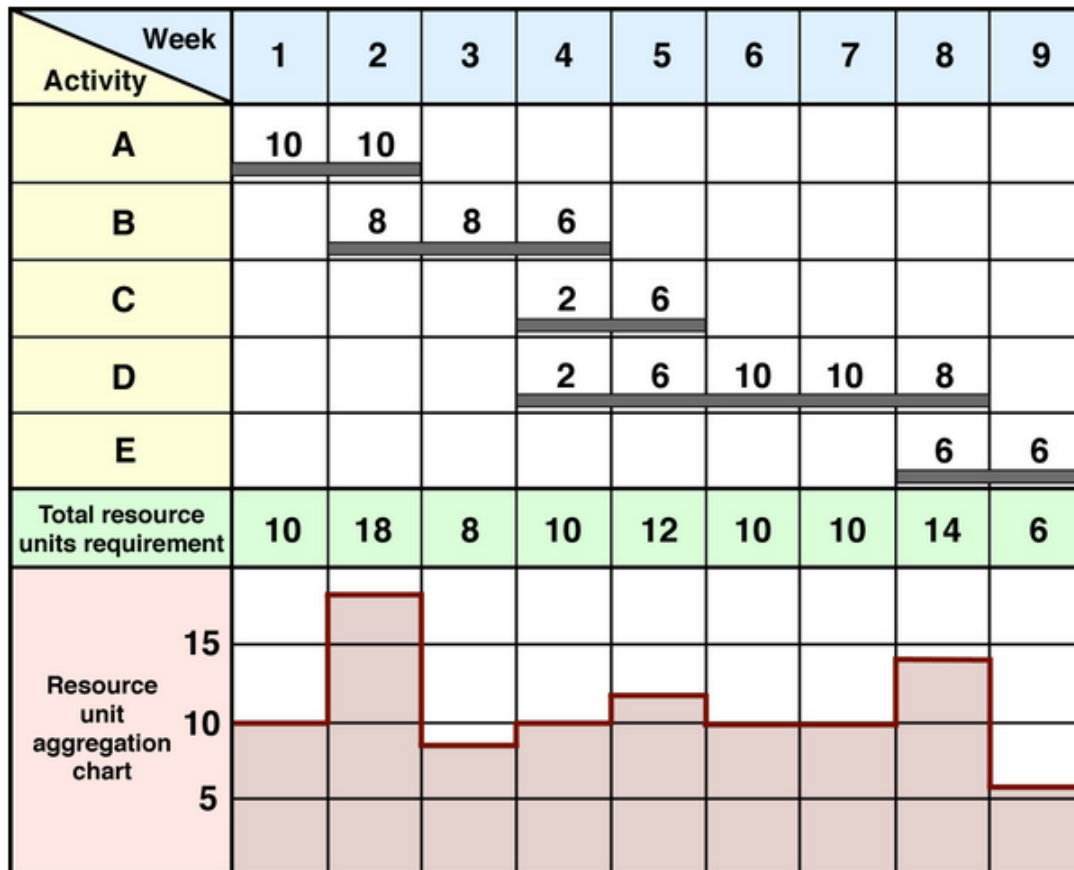 Week 1 2 3 4 5 6 7 8 9
Activity
A 10 10
B 8 8 6
C 2 6
D 2 6 10 10 8
E 6 6
Total resource
units requirement 10 18 8 10 12 10 10 14 6
15
Resource
unit
10
aggregation
chart
5